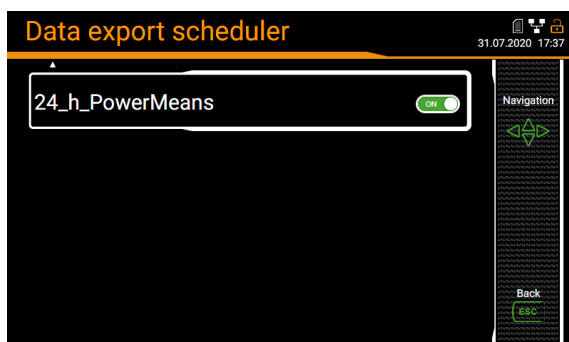 Data export scheduler
31.07.2020 17:37
24_h_PowerMeans
ON
Navigation
Back
ESC